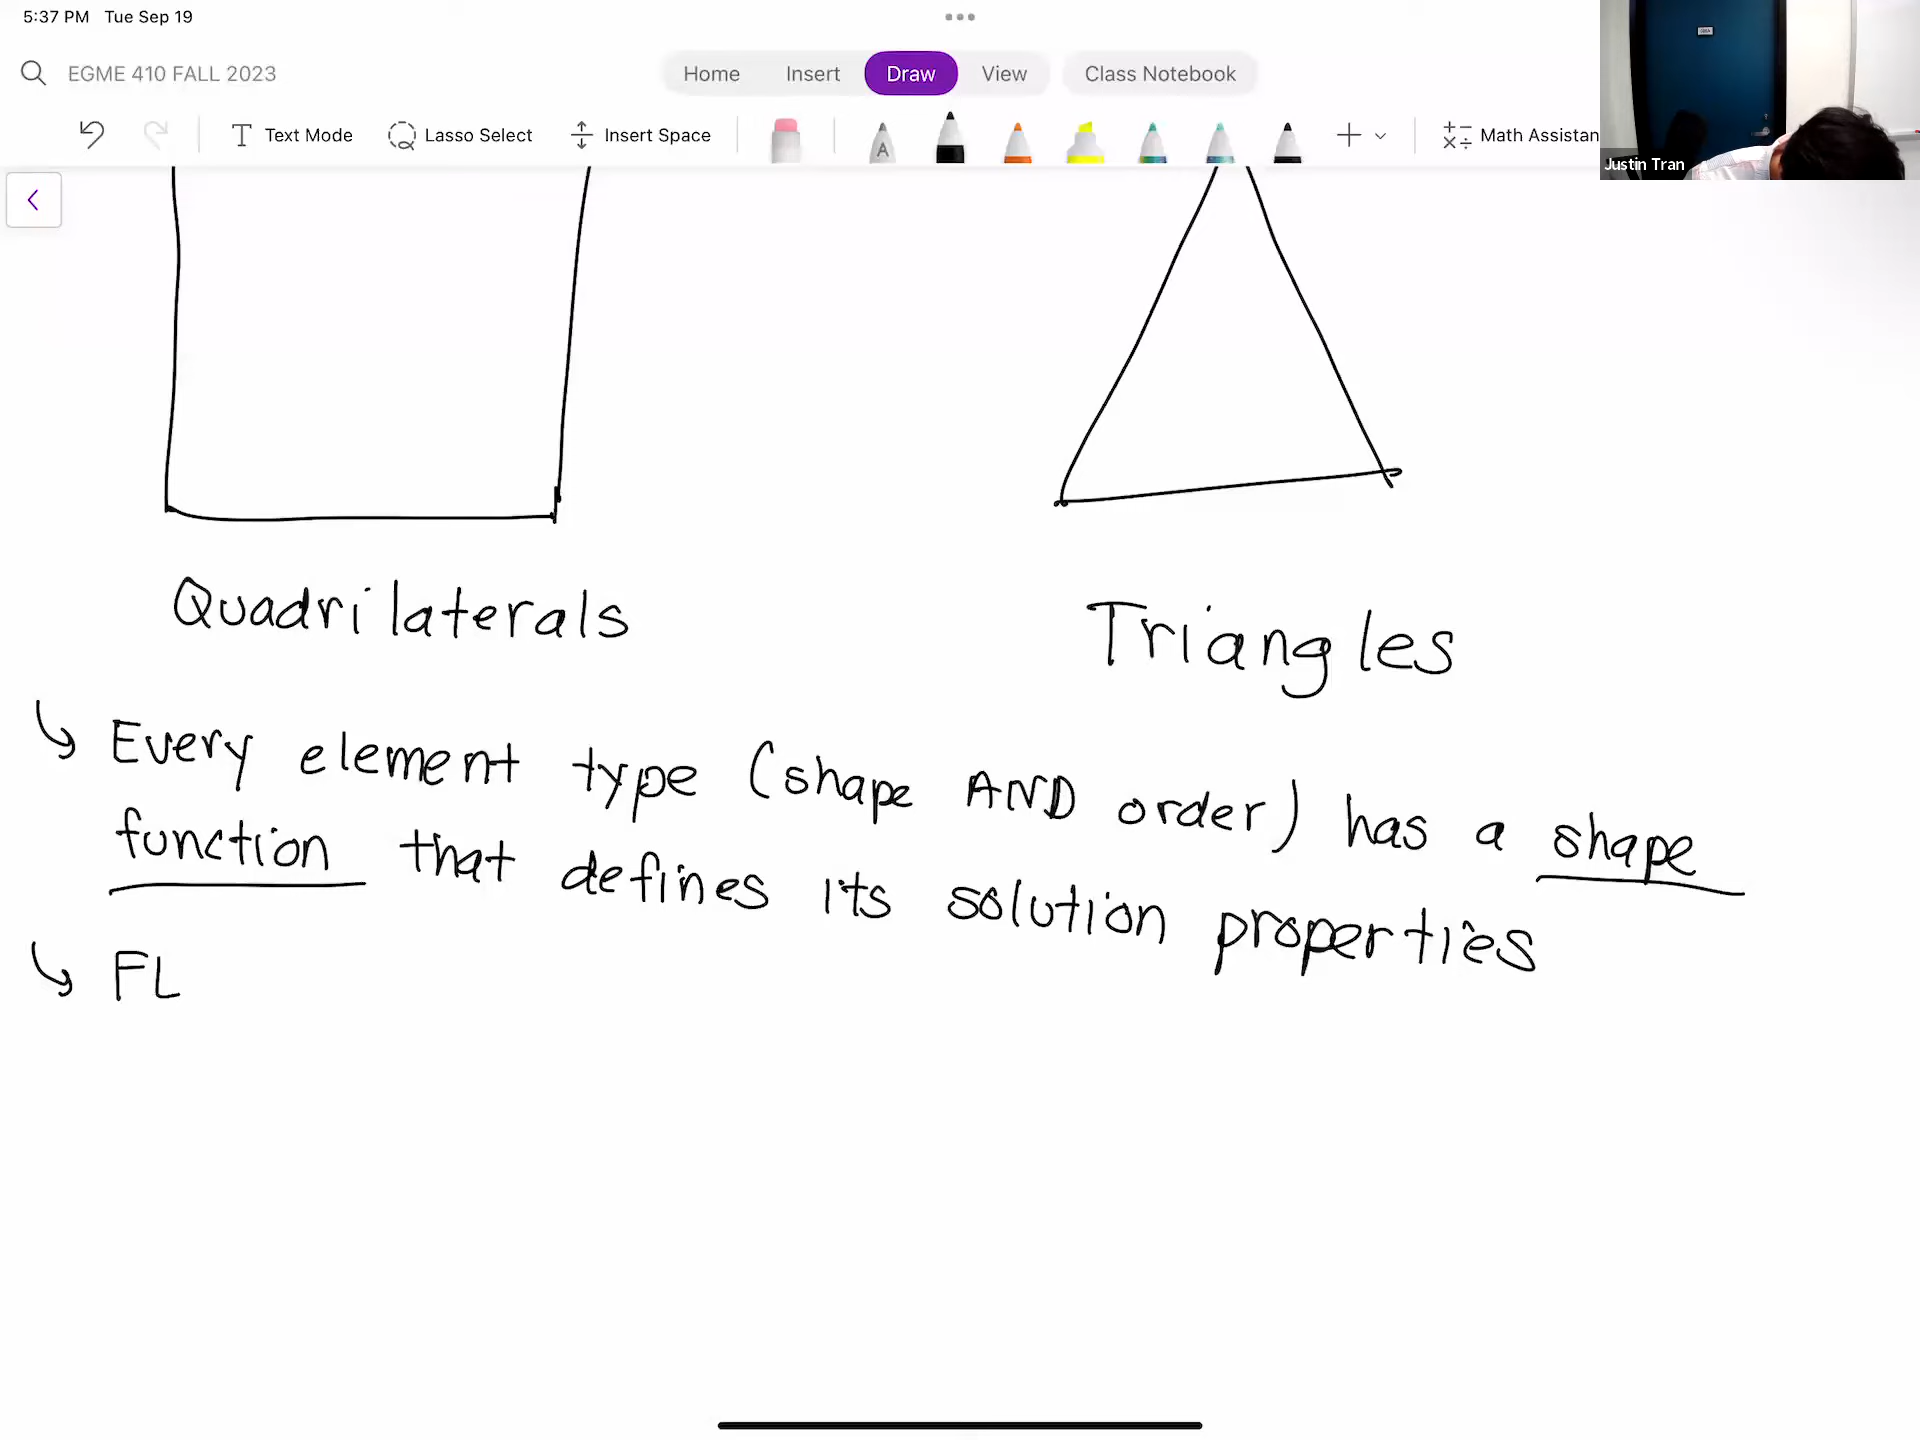 5:37 PM Tue Sep 19
EGME 410 FALL 2023
Home Insert Draw View Class Notebook
Text Mode Lasso Select Insert Space A Math Assistan
Justin Tran
Quadrilaterals
Triangles
Every element type (shape AND order) has a shape
function that defines its solution properties
FL